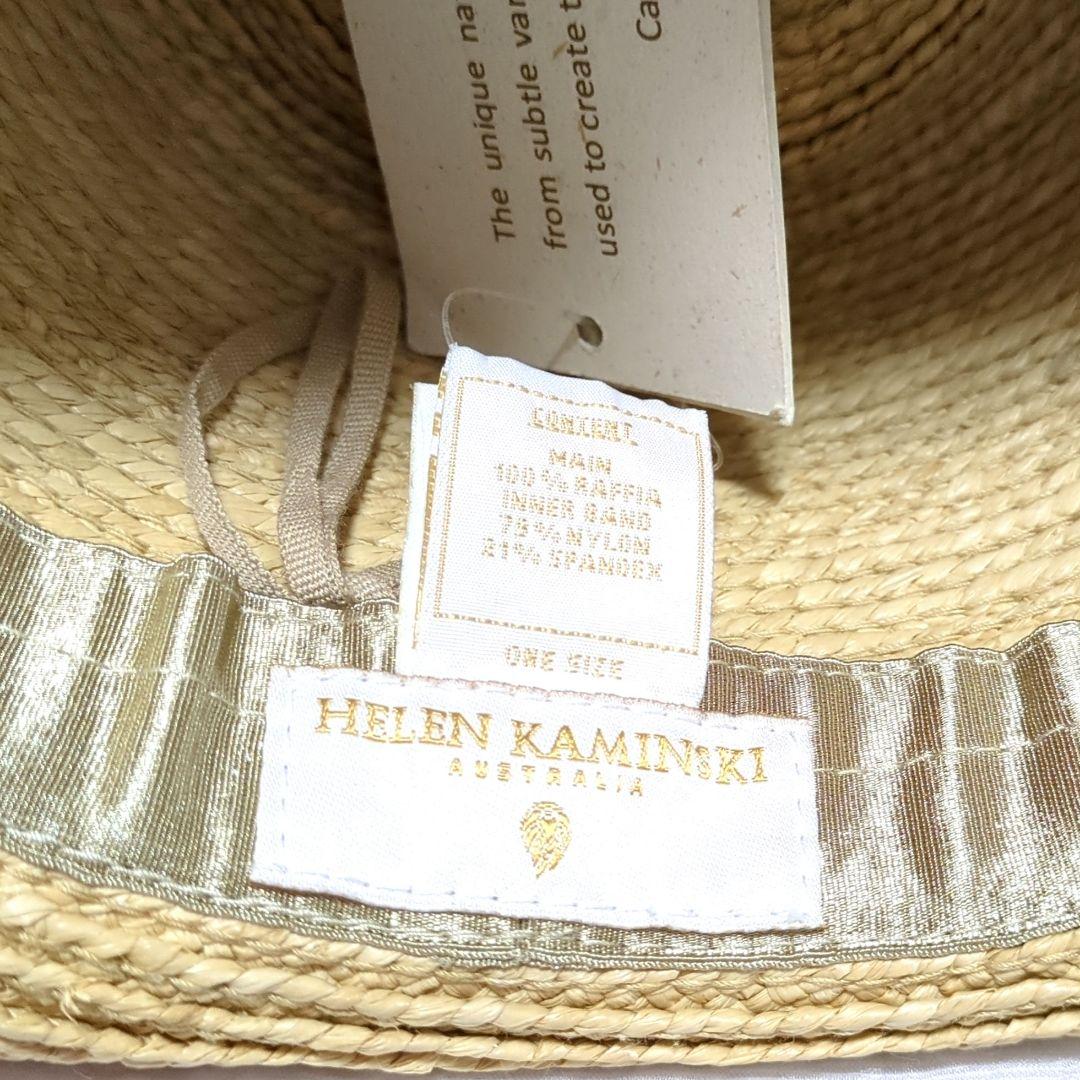 The unique na
from subtle var
used to create t
Ca
CONTENT
MAIN
100% RAFFIA
INNER BAND
79% NYLON
21% SPANDEX
ONE SIZE
HELEN KAMINSKI
AUSTRALIA